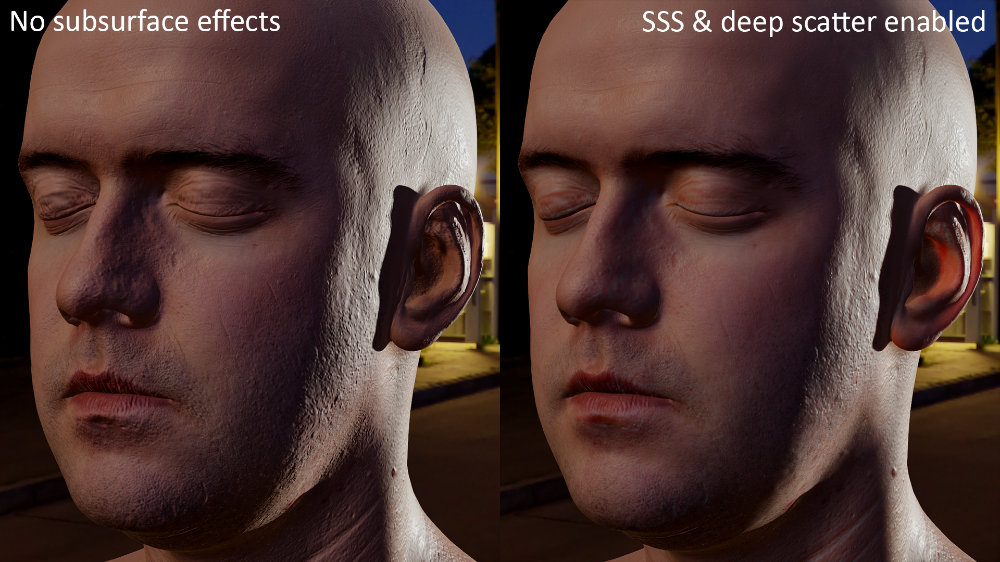 No subsurface effects
SSS & deep scatter enabled